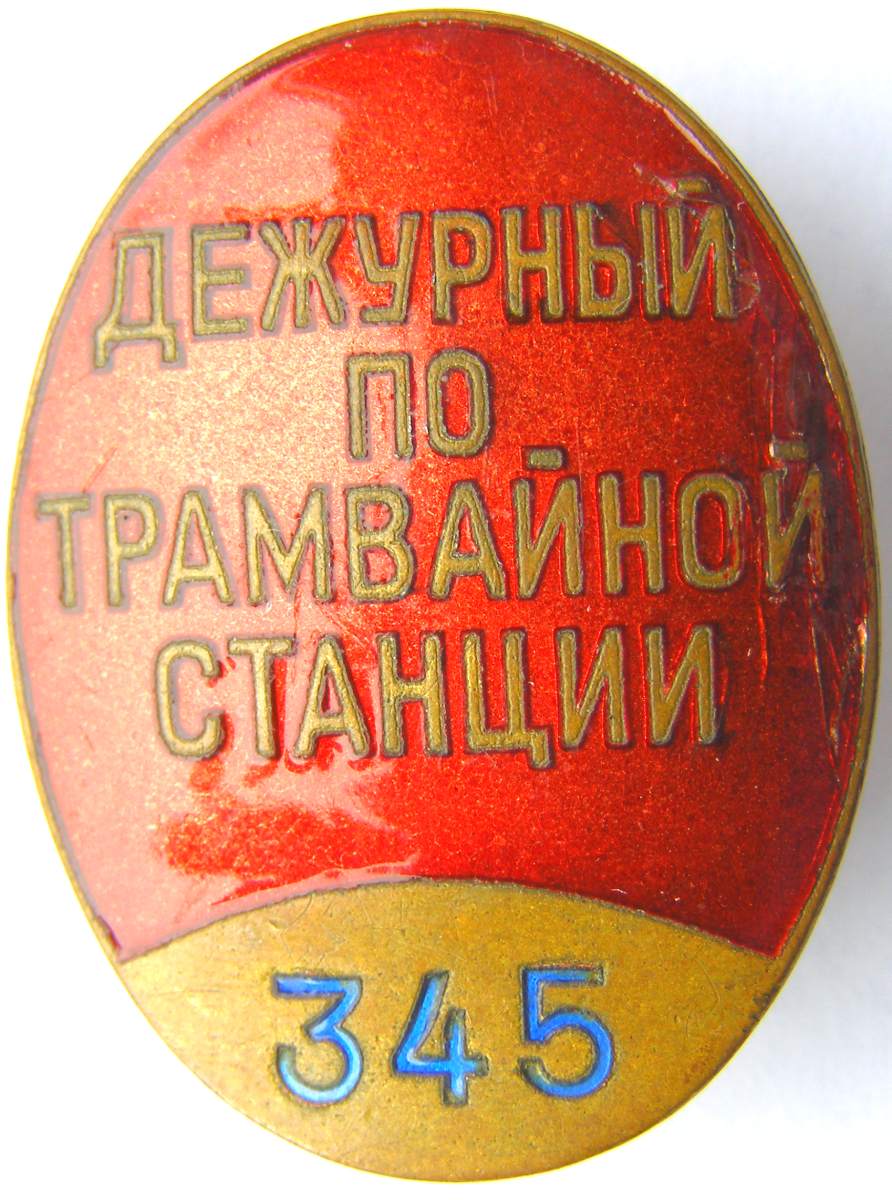 ДЕЖУРНЫЙ
ПО
ТРАМВАЙНОЙ
СТАНЦИИ
345